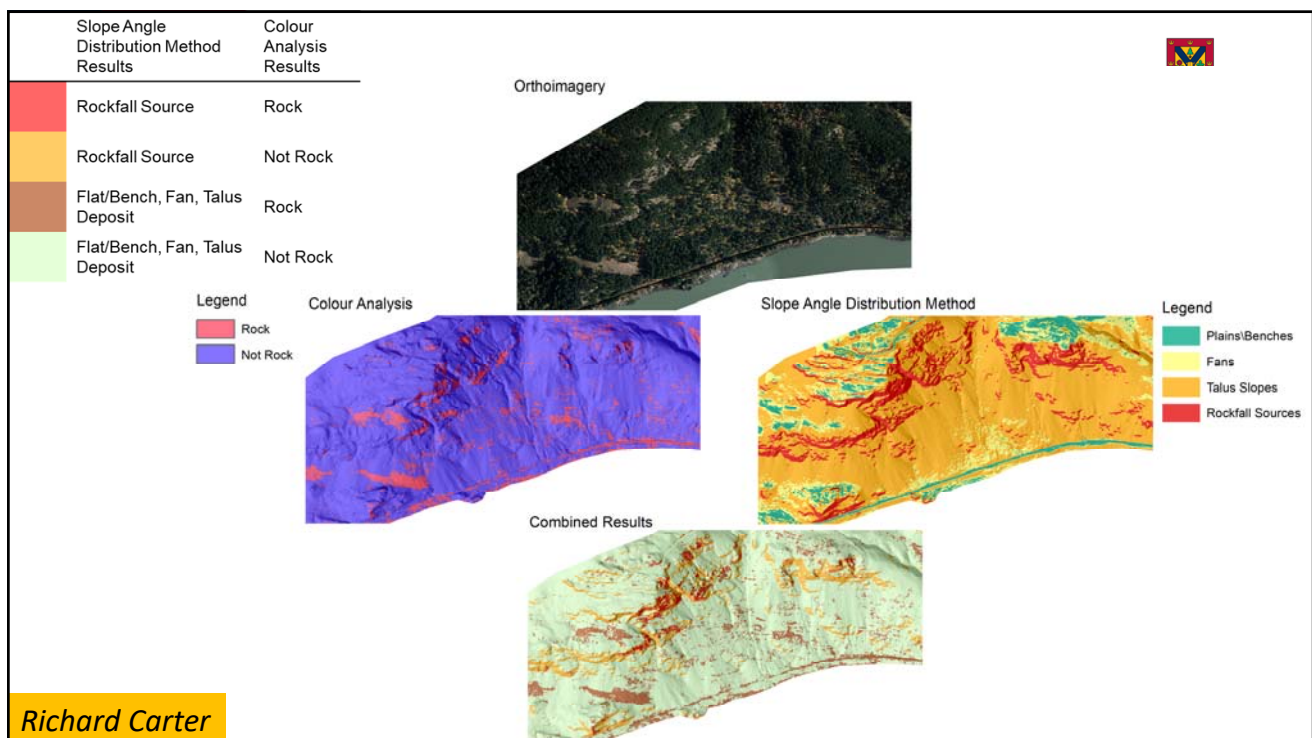 Slope Angle
Distribution Method
Results
Colour
Analysis
Results
Rockfall Source
Rock
Rockfall Source
Not Rock
Flat/Bench, Fan, Talus
Deposit
Rock
Flat/Bench, Fan, Talus
Deposit
Not Rock
Orthoimagery
Legend
Rock
Not Rock
Colour Analysis
Slope Angle Distribution Method
Legend
Plains\Benches
Fans
Talus Slopes
Rockfall Sources
Combined Results
Richard Carter